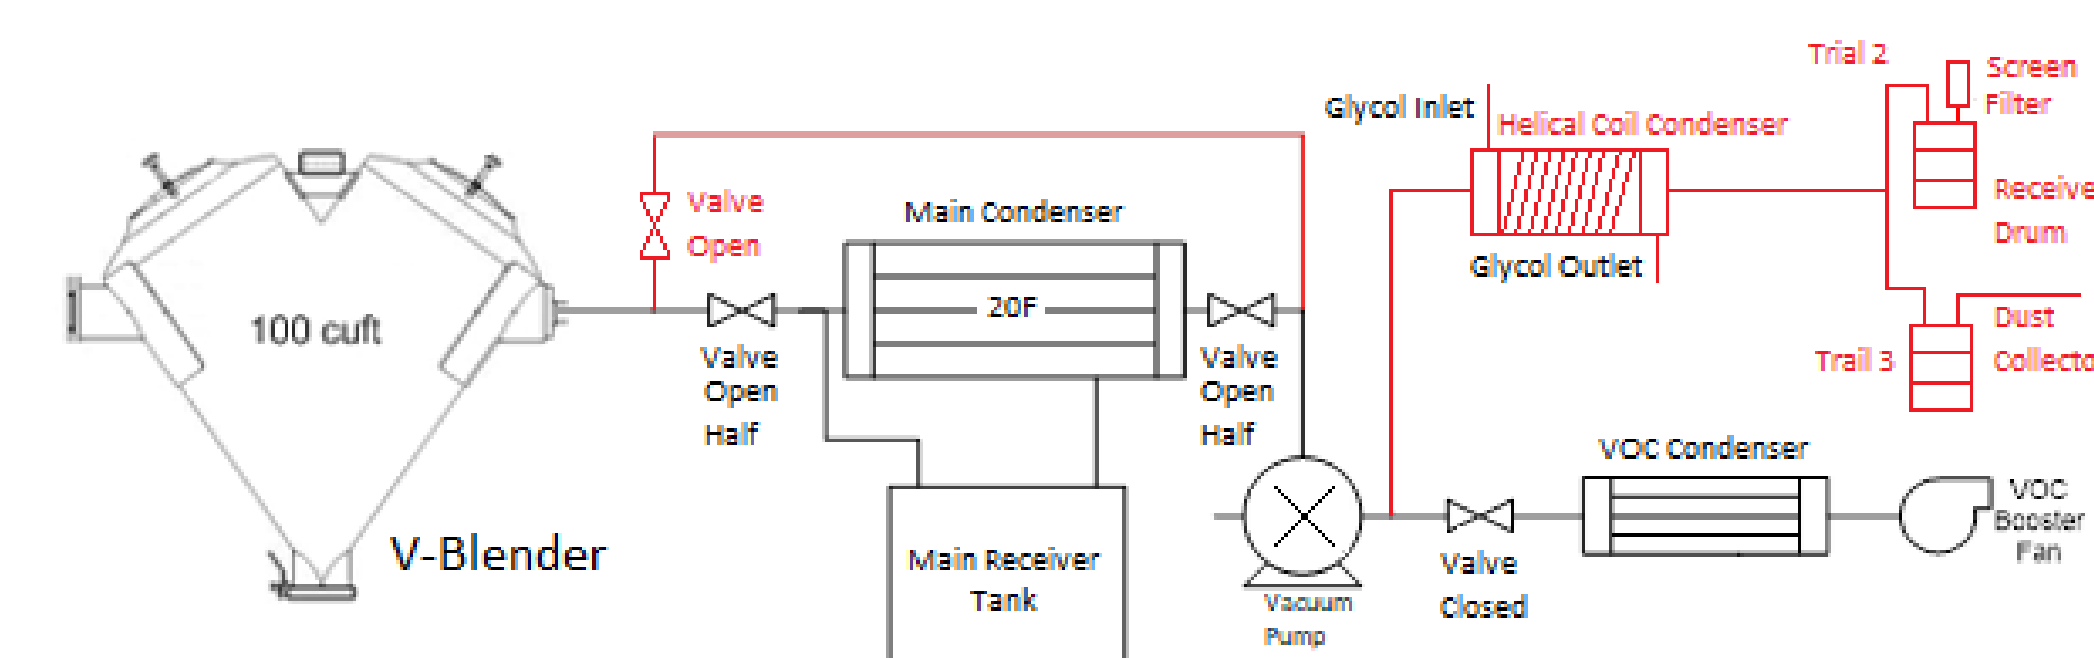 Trial 2
Screen
Filter
Glycol Inlet
Helical Coil Condenser
Receive
Drum
Valve
Open
Main Condenser
Glycol Outlet
20F
100 cuft
Dust
Collecto
Trail 3
Valve
Open
Half
Valve
Open
Half
VOC Condenser
VOC
Booster
Fan
V-Blender
Main Receiver
Tank
Valve
Closed
Vacuum
Pump